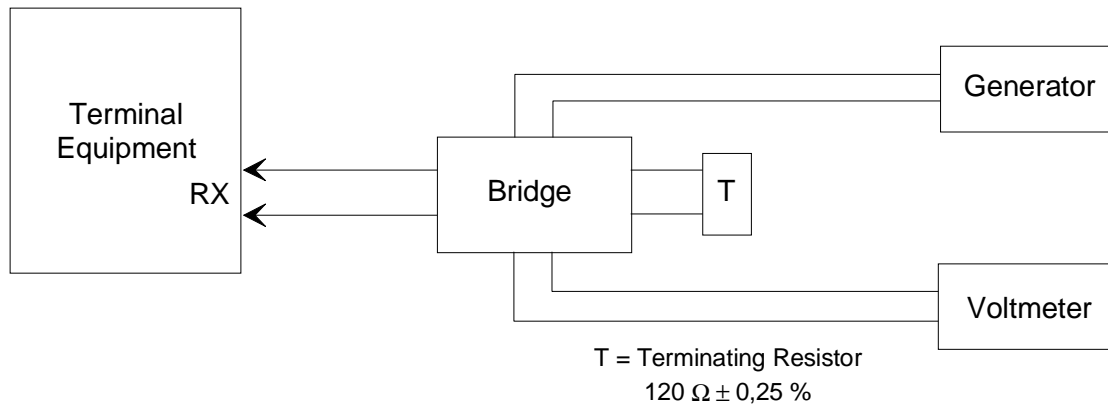 Terminal
Equipment
RX
Bridge
T
Generator
Voltmeter
T = Terminating Resistor
120 Ω ± 0,25 %